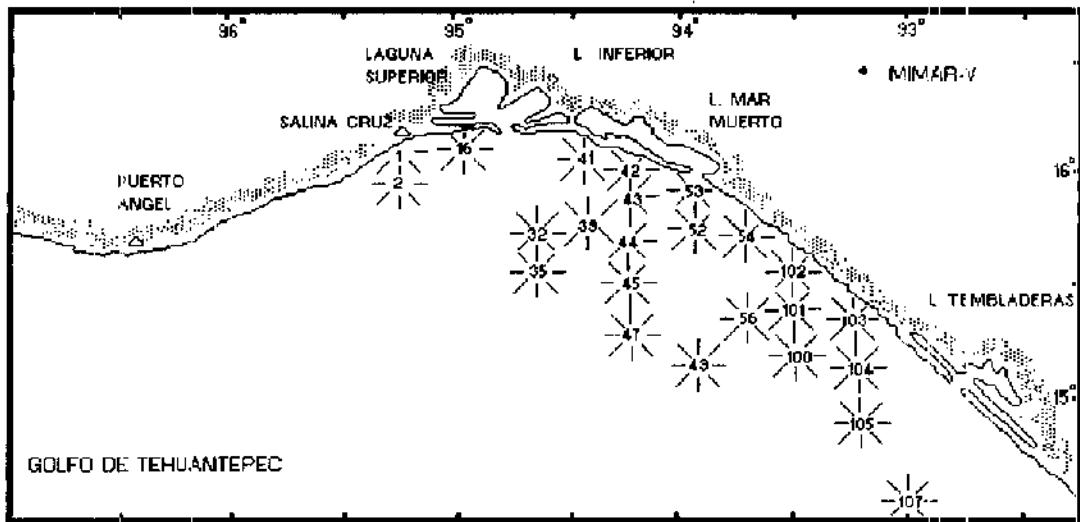 96° 95° 94° 93°
LAGUNA SUPERIOR
L INFERIOR
MIMAR-V
L. MAR MUERTO
SALINA CRUZ
PUERTO ANGEL
16°
1
2
16
41
42
43
53
52
54
32
39
44
35
45
47
102
101
100
56
49
103
104
105
107
L TEMBLADERAS
15°
GOLFO DE TEHUANTEPEC